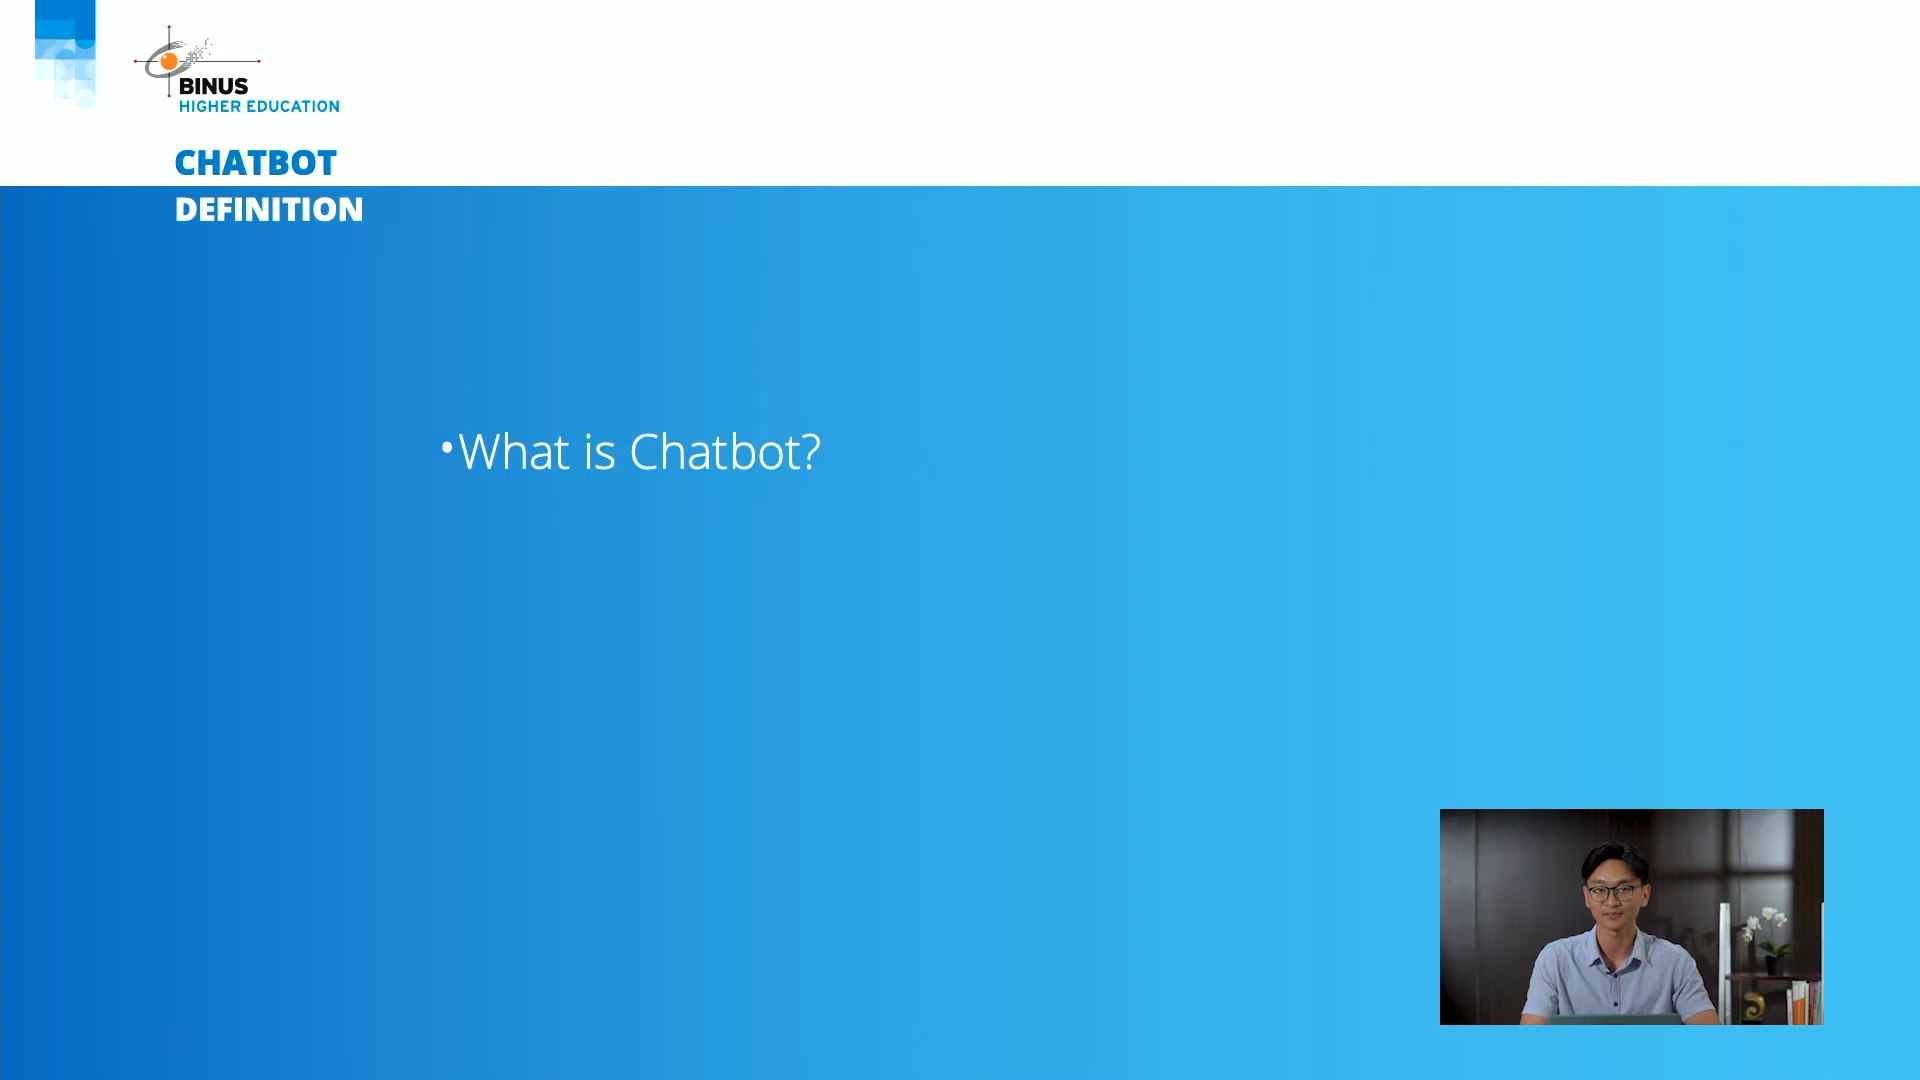 BINUS
HIGHER EDUCATION
CHATBOT
DEFINITION
•What is Chatbot?